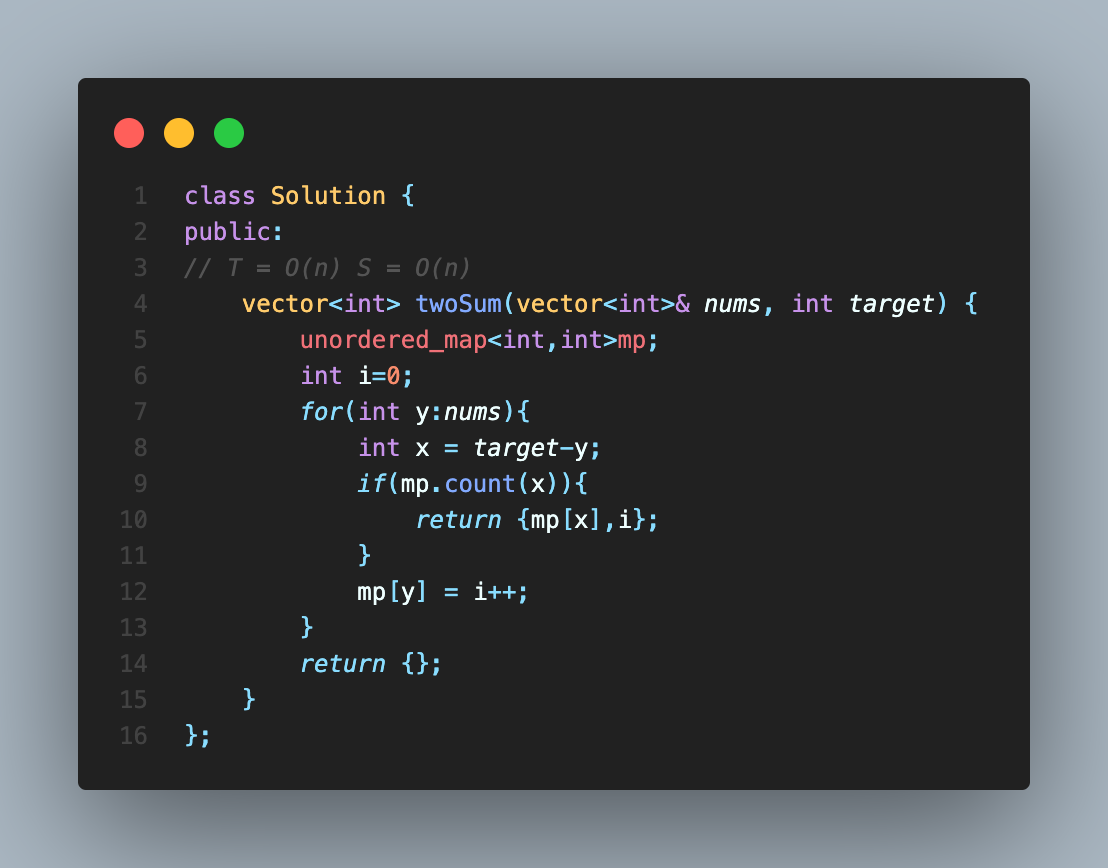 1 class Solution {
2 public:
3 // T = O(n) S = O(n)
4     vector<int> twoSum(vector<int>& nums, int target) {
5         unordered_map<int,int>mp;
6         int i=0;
7         for(int y:nums){
8             int x = target-y;
9             if(mp.count(x)){
10                 return {mp[x],i};
11             }
12             mp[y] = i++;
13         }
14         return {};
15     }
16 };